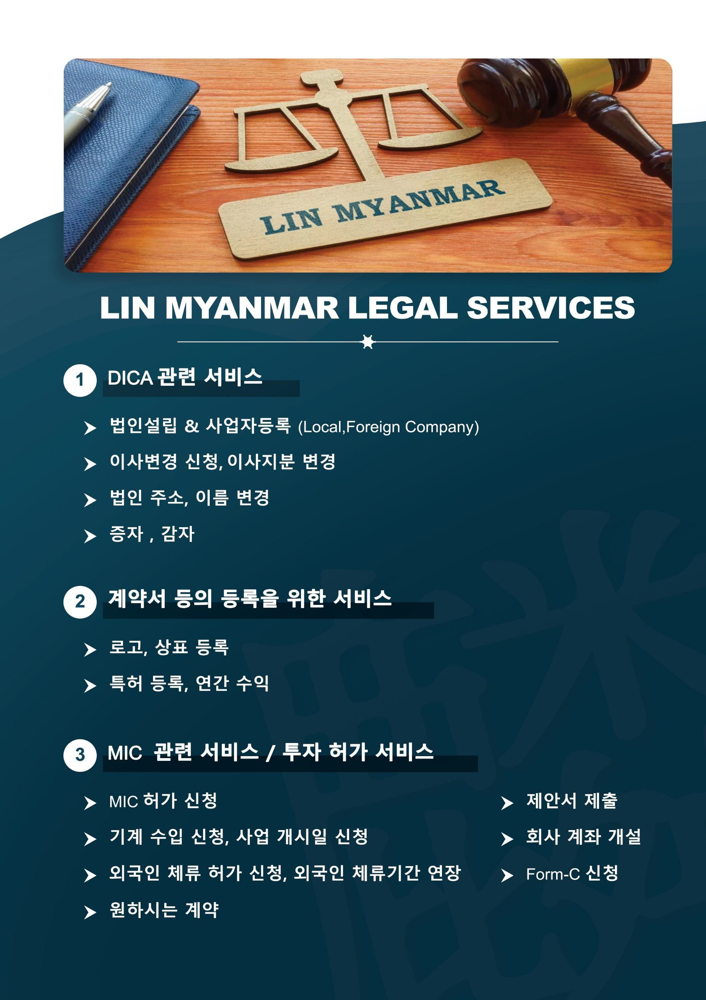 LIN MYANMAR
LIN MYANMAR LEGAL SERVICES
1 DICA 관련 서비스
법인설립 & 사업자등록 (Local,Foreign Company)
이사변경 신청, 이사지분 변경
법인 주소, 이름 변경
증자 , 감자
2 계약서 등의 등록을 위한 서비스
로고, 상표 등록
특허 등록, 연간 수익
3 MIC 관련 서비스 / 투자 허가 서비스
MIC 허가 신청
기계 수입 신청, 사업 개시일 신청
외국인 체류 허가 신청, 외국인 체류기간 연장
원하시는 계약
제안서 제출
회사 계좌 개설
Form-C 신청